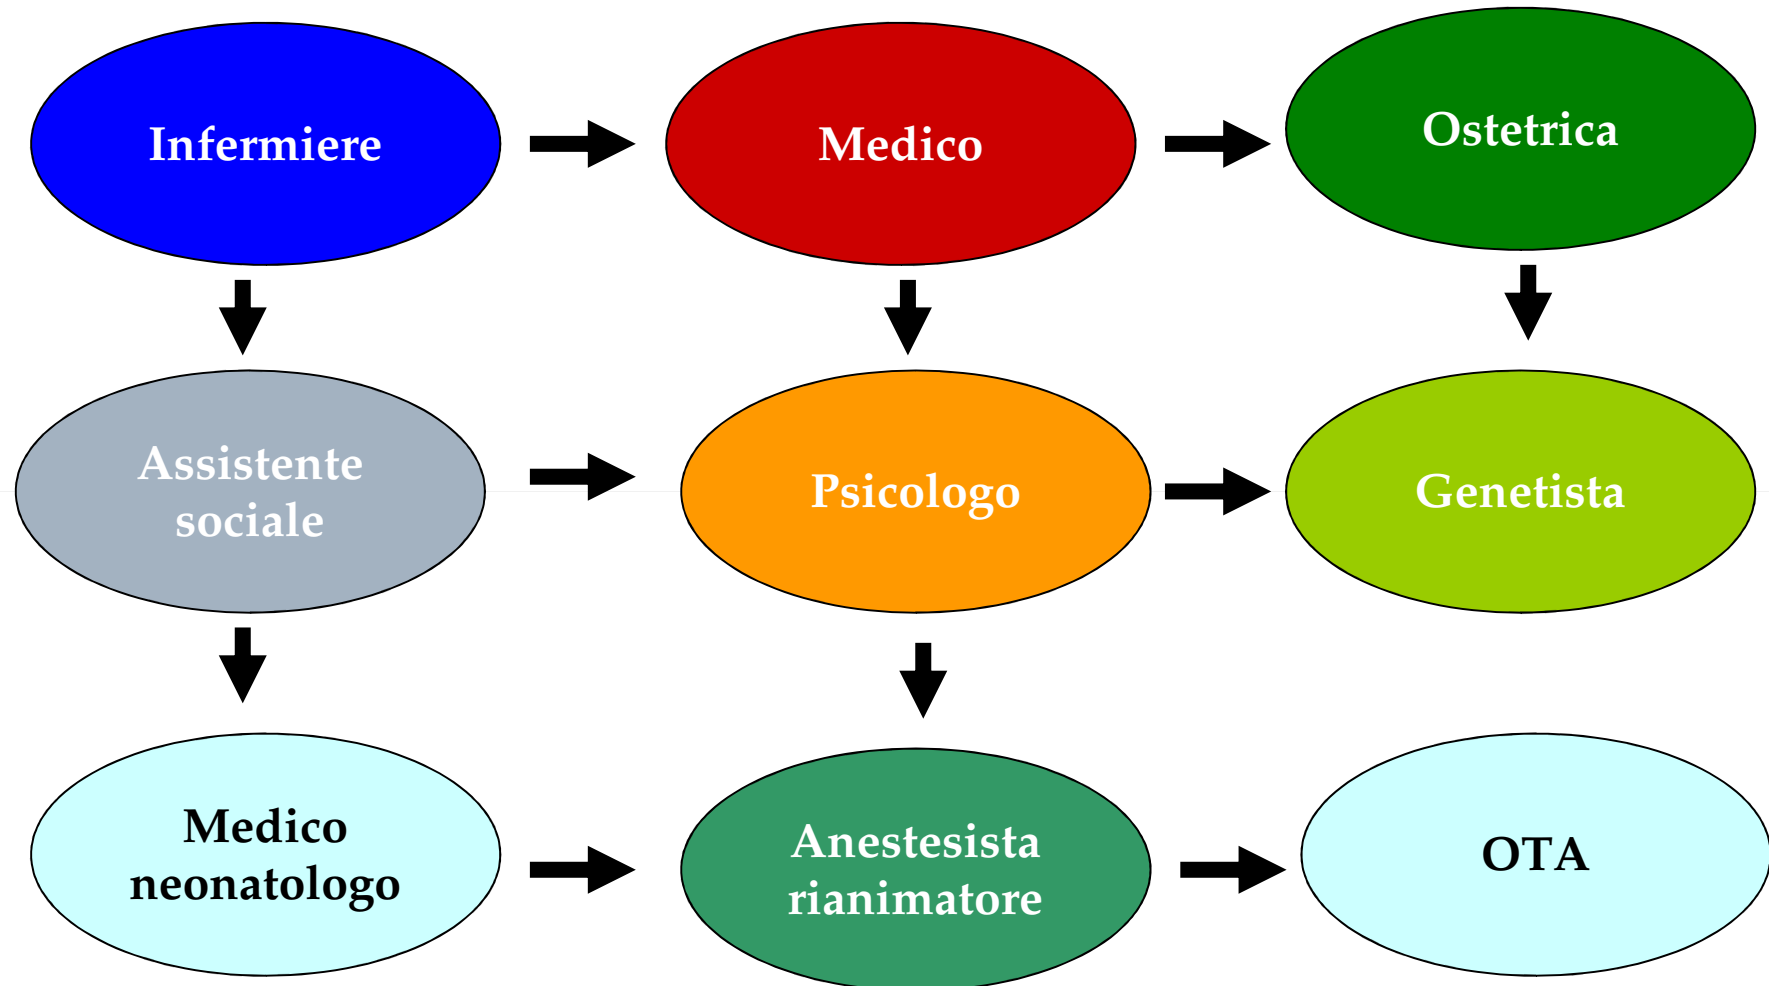 Infermiere
Medico
Ostetrica
Assistente
sociale
Psicologo
Genetista
Medico
neonatologo
Anestesista
rianimatore
OTA